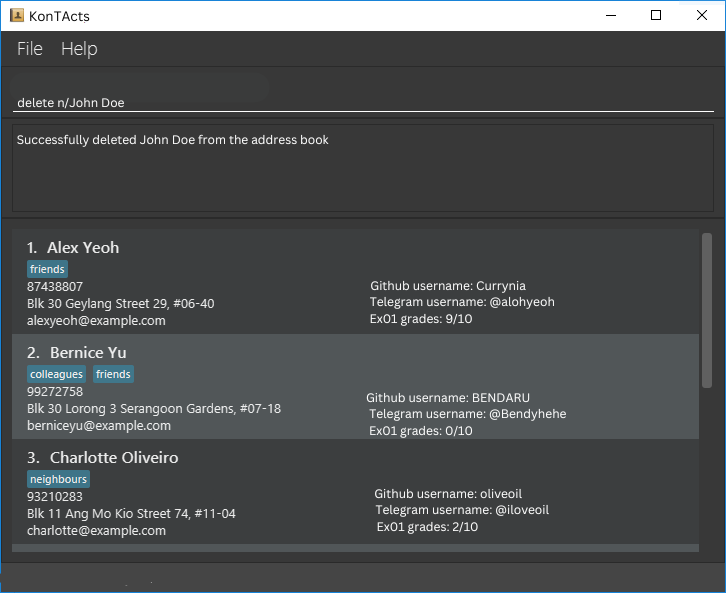 KonTActs
File Help
delete n/John Doe
Successfully deleted John Doe from the address book
1. Alex Yeoh
friends
87438807
Blk 30 Geylang Street 29, #06-40
alexyeoh@example.com
Github username: Currynia
Telegram username: @alohyeoh
Ex01 grades: 9/10
2. Bernice Yu
colleagues friends
99272758
Blk 30 Lorong 3 Serangoon Gardens, #07-18
berniceyu@example.com
Github username: BENDARU
Telegram username: @Bendyhehe
Ex01 grades: 0/10
3. Charlotte Oliveiro
neighbours
93210283
Blk 11 Ang Mo Kio Street 74, #11-04
charlotte@example.com
Github username: oliveoil
Telegram username: @iloveoil
Ex01 grades: 2/10